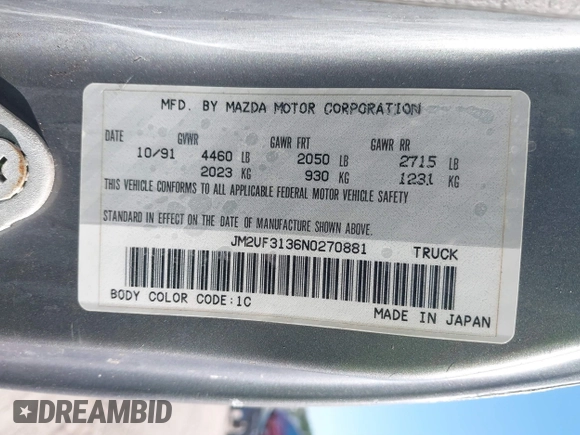 MFD. BY MAZDA MOTOR CORPORATION
DATE GVWR GAWR FRT GAWR RR
10/91 4460 LB 2050 LB 2715 LB
2023 KG 930 KG 1231 KG
THIS VEHICLE CONFORMS TO ALL APPLICABLE FEDERAL MOTOR VEHICLE SAFETY
STANDARD IN EFFECT ON THE DATE OF MANUFACTURE SHOWN ABOVE.
JM2UF3136N0270881 TRUCK
BODY COLOR CODE:1C
MADE IN JAPAN
DREAMBID